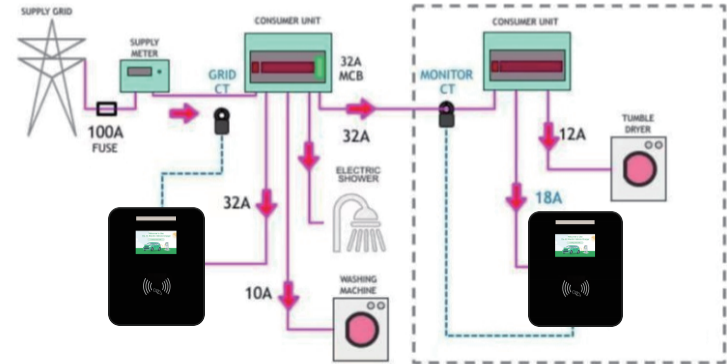 SUPPLY GRID
SUPPLY
METER
100A
FUSE
GRID
CT
CONSUMER UNIT
32A
MCB
32A
32A
ELECTRIC
SHOWER
10A
WASHING
MACHINE
MONITOR
CT
CONSUMER UNIT
12A
TUMBLE
DRYER
18A